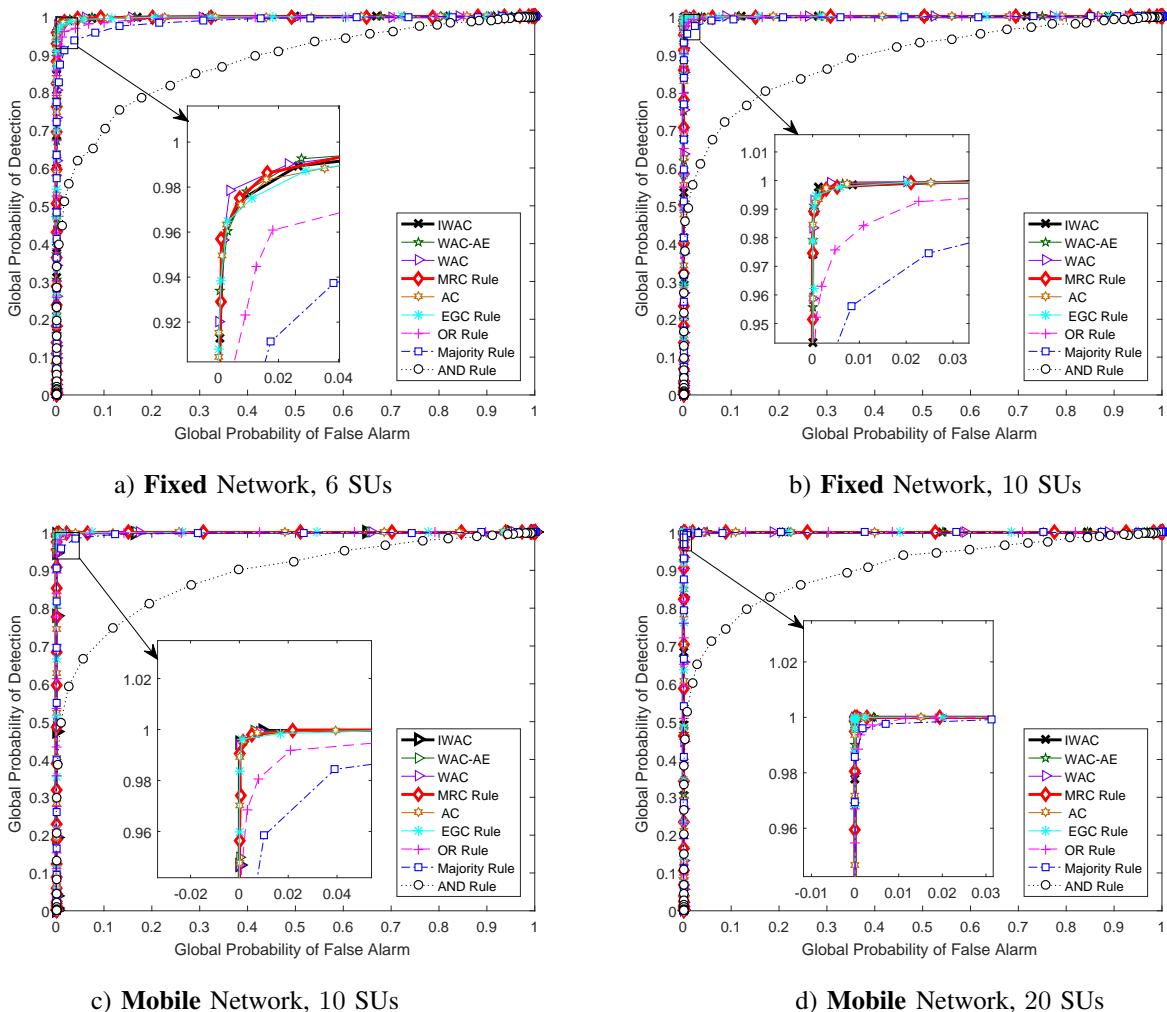 Global Probability of Detection
1
0.9
0.8
0.7
0.6
0.5
0.4
0.3
0.2
0.1
0
0 0.1 0.2 0.3 0.4 0.5 0.6 0.7 0.8 0.9 1
Global Probability of False Alarm
1
0.98
0.96
0.94
0.92
0 0.02 0.04
IWAC
WAC-AE
WAC
MRC Rule
AC
EGC Rule
OR Rule
Majority Rule
AND Rule
a) Fixed Network, 6 SUs
Global Probability of Detection
1
0.9
0.8
0.7
0.6
0.5
0.4
0.3
0.2
0.1
0
0 0.1 0.2 0.3 0.4 0.5 0.6 0.7 0.8 0.9 1
Global Probability of False Alarm
1.01
1
0.99
0.98
0.97
0.96
0.95
0 0.01 0.02 0.03
IWAC
WAC-AE
WAC
MRC Rule
AC
EGC Rule
OR Rule
Majority Rule
AND Rule
b) Fixed Network, 10 SUs
Global Probability of Detection
1
0.9
0.8
0.7
0.6
0.5
0.4
0.3
0.2
0.1
0
0 0.1 0.2 0.3 0.4 0.5 0.6 0.7 0.8 0.9 1
Global Probability of False Alarm
1.02
1
0.98
0.96
-0.02 0 0.02 0.04
IWAC
WAC-AE
WAC
MRC Rule
AC
EGC Rule
OR Rule
Majority Rule
AND Rule
c) Mobile Network, 10 SUs
Global Probability of Detection
1
0.9
0.8
0.7
0.6
0.5
0.4
0.3
0.2
0.1
0
0 0.1 0.2 0.3 0.4 0.5 0.6 0.7 0.8 0.9 1
Global Probability of False Alarm
1.02
1
0.98
0.96
-0.01 0 0.01 0.02 0.03
IWAC
WAC-AE
WAC
MRC Rule
AC
EGC Rule
OR Rule
Majority Rule
AND Rule
d) Mobile Network, 20 SUs